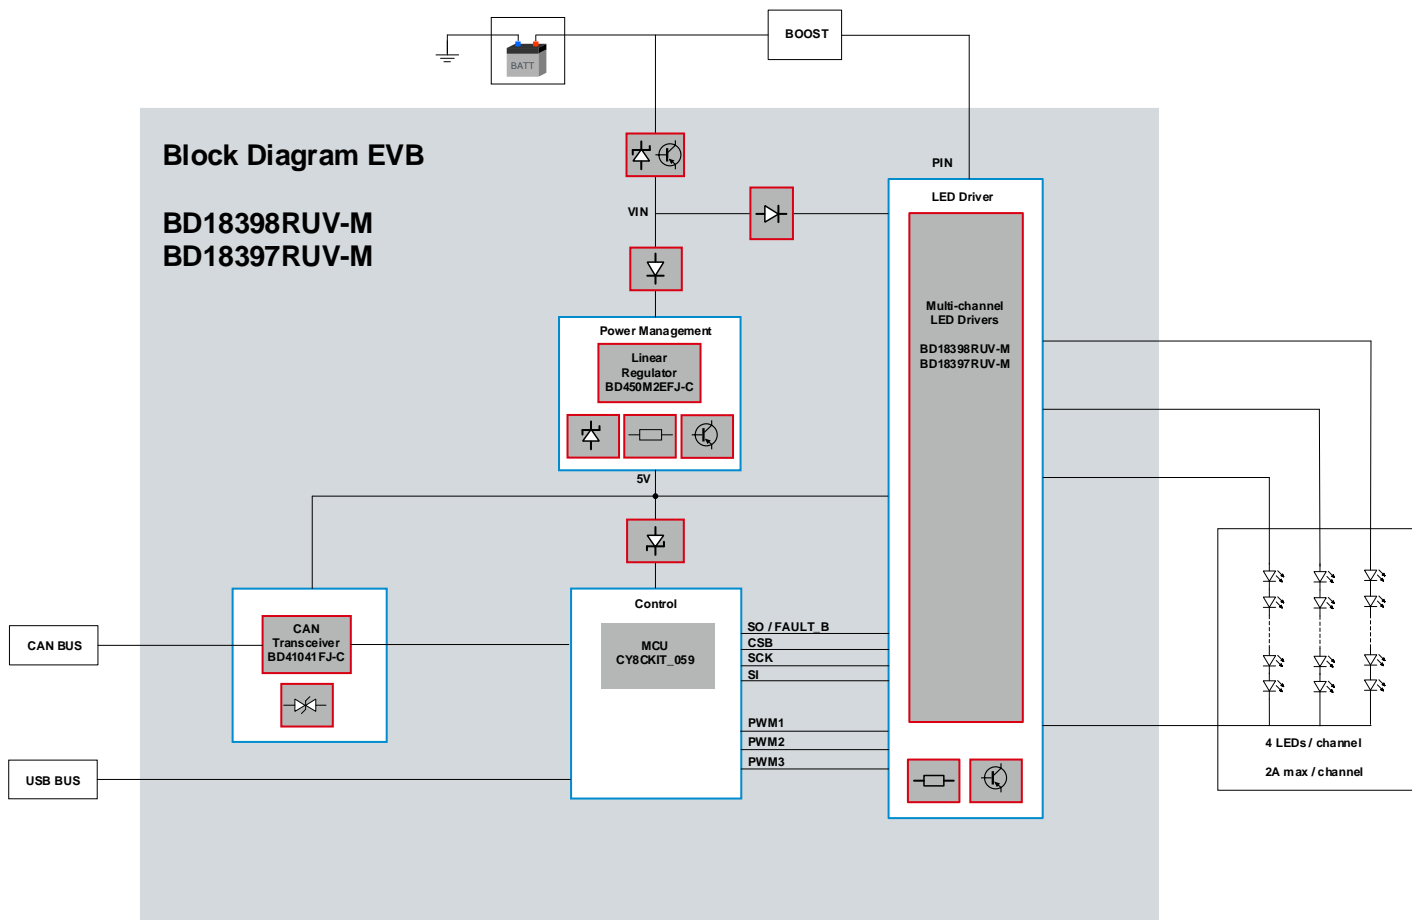 BOOST
BATT
Block Diagram EVB
BD18398RUV-M
BD18397RUV-M
PIN
VIN
LED Driver
Multi-channel
LED Drivers
BD18398RUV-M
BD18397RUV-M
Power Management
Linear
Regulator
BD450M2EFJ-C
5V
CAN BUS
CAN
Transceiver
BD41041FJ-C
Control
MCU
CY8CKIT_059
SO / FAULT_B
CSB
SCK
SI
PWM1
PWM2
PWM3
USB BUS
4 LEDs / channel
2A max / channel